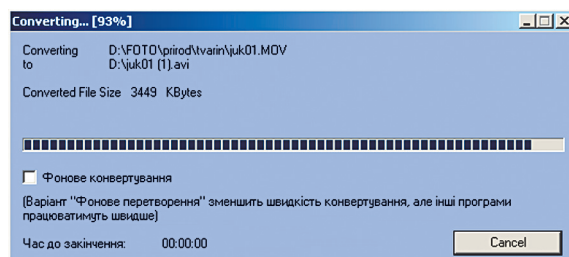 Converting... [93%]
Converting D:\FOTO\prirod\tvarin\juk01.MOV
to D:\juk01 (1).avi
Converted File Size 3449 KBytes
Фонове конвертування
(Варіант "Фонове перетворення" зменшить швидкість конвертування, але інші програми
працюватимуть швидше)
Час до закінчення: 00:00:00
Cancel